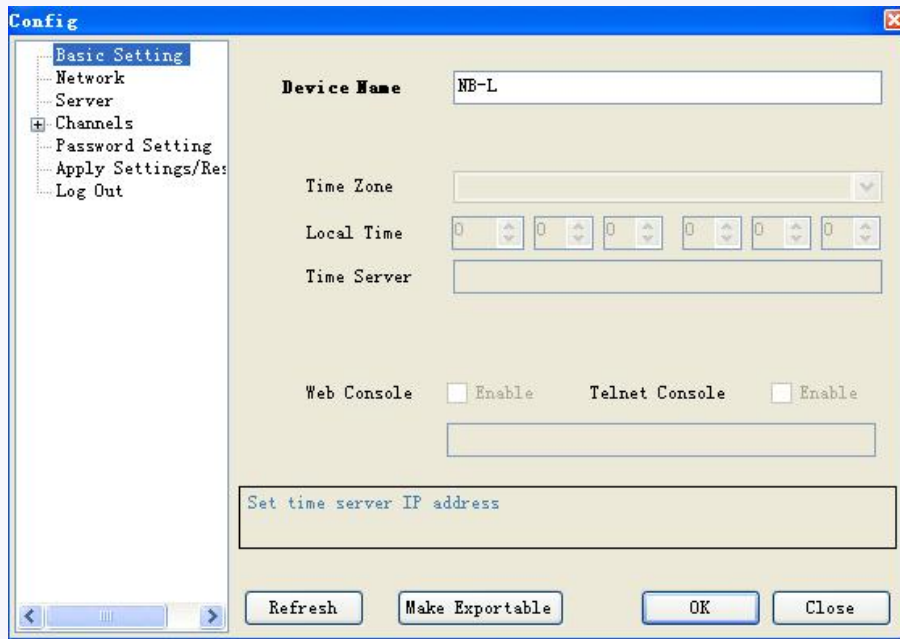 Config
Basic Setting
Network
Server
Channels
Password Setting
Apply Settings/Res
Log Out
Device Name NB-L
Time Zone
Local Time 0 0 0 0 0 0
Time Server
Web Console Enable Telnet Console Enable
Set time server IP address
Refresh Make Exportable OK Close